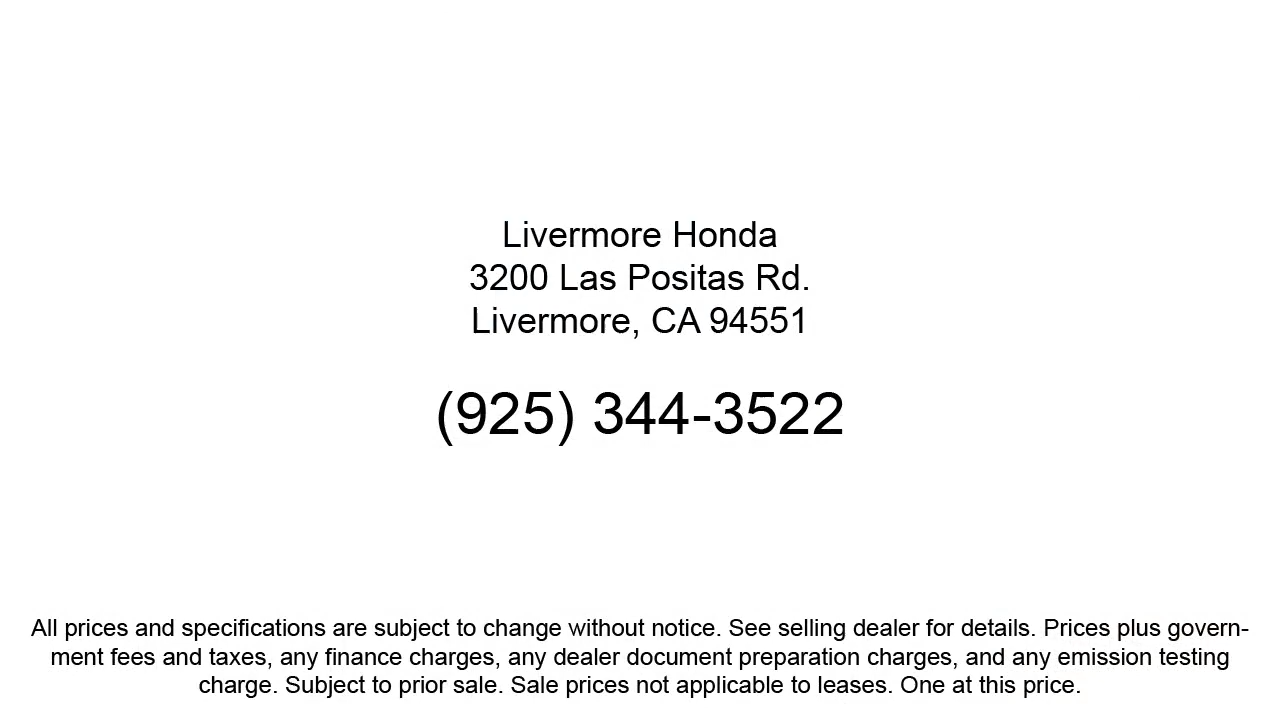 Livermore Honda
3200 Las Positas Rd.
Livermore, CA 94551
(925) 344-3522
All prices and specifications are subject to change without notice. See selling dealer for details. Prices plus govern-
ment fees and taxes, any finance charges, any dealer document preparation charges, and any emission testing
charge. Subject to prior sale. Sale prices not applicable to leases. One at this price.